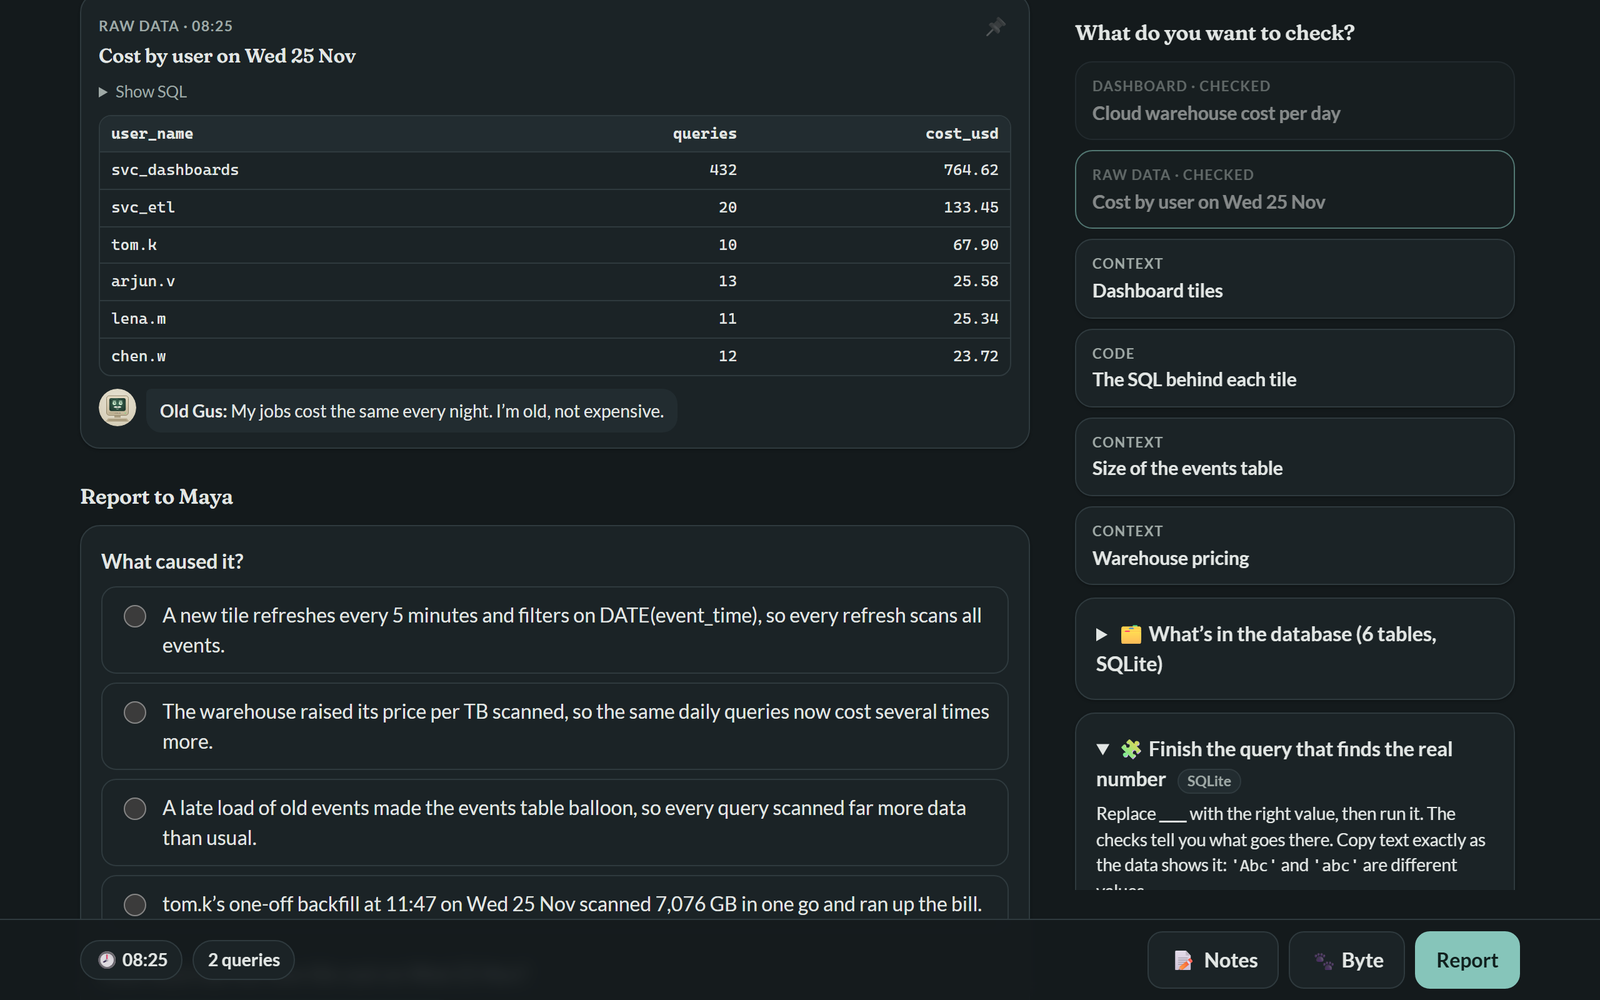 RAW DATA · 08:25
Cost by user on Wed 25 Nov
Show SQL
user_name queries cost_usd
svc_dashboards 432 764.62
svc_etl 20 133.45
tom.k 10 67.90
arjun.v 13 25.58
lena.m 11 25.34
chen.w 12 23.72
Old Gus: My jobs cost the same every night. I’m old, not expensive.
Report to Maya
What caused it?
A new tile refreshes every 5 minutes and filters on DATE(event_time), so every refresh scans all
events.
The warehouse raised its price per TB scanned, so the same daily queries now cost several times
more.
A late load of old events made the events table balloon, so every query scanned far more data
than usual.
tom.k’s one-off backfill at 11:47 on Wed 25 Nov scanned 7,076 GB in one go and ran up the bill.
What do you want to check?
DASHBOARD · CHECKED
Cloud warehouse cost per day
RAW DATA · CHECKED
Cost by user on Wed 25 Nov
CONTEXT
Dashboard tiles
CODE
The SQL behind each tile
CONTEXT
Size of the events table
CONTEXT
Warehouse pricing
What’s in the database (6 tables,
SQLite)
Finish the query that finds the real
number SQLite
Replace ___ with the right value, then run it. The
checks tell you what goes there. Copy text exactly as
the data shows it: 'Abc' and 'abc' are different
08:25
2 queries
Notes
Byte
Report